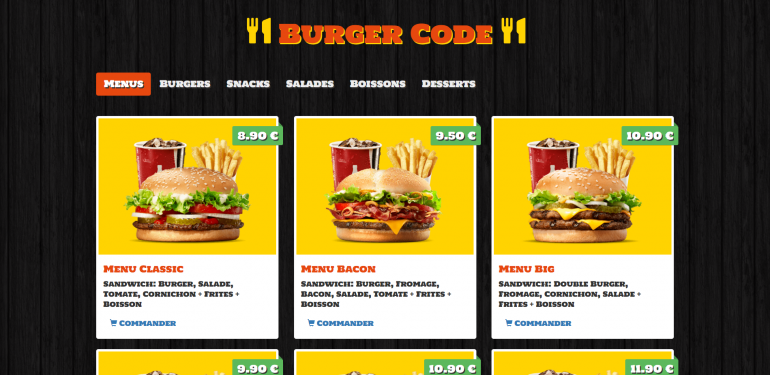 Burger Code
Menus Burgers Snacks Salades Boissons Desserts
8.90 €
9.50 €
10.90 €
Menu Classic
Sandwich: Burger, Salade,
Tomate, Cornichon + Frites +
Boisson
Commander
Menu Bacon
Sandwich: Burger, Fromage,
Bacon, Salade, Tomate + Frites +
Boisson
Commander
Menu Big
Sandwich: Double Burger,
Fromage, Cornichon, Salade +
Frites + Boisson
Commander
9.90 €
10.90 €
11.90 €